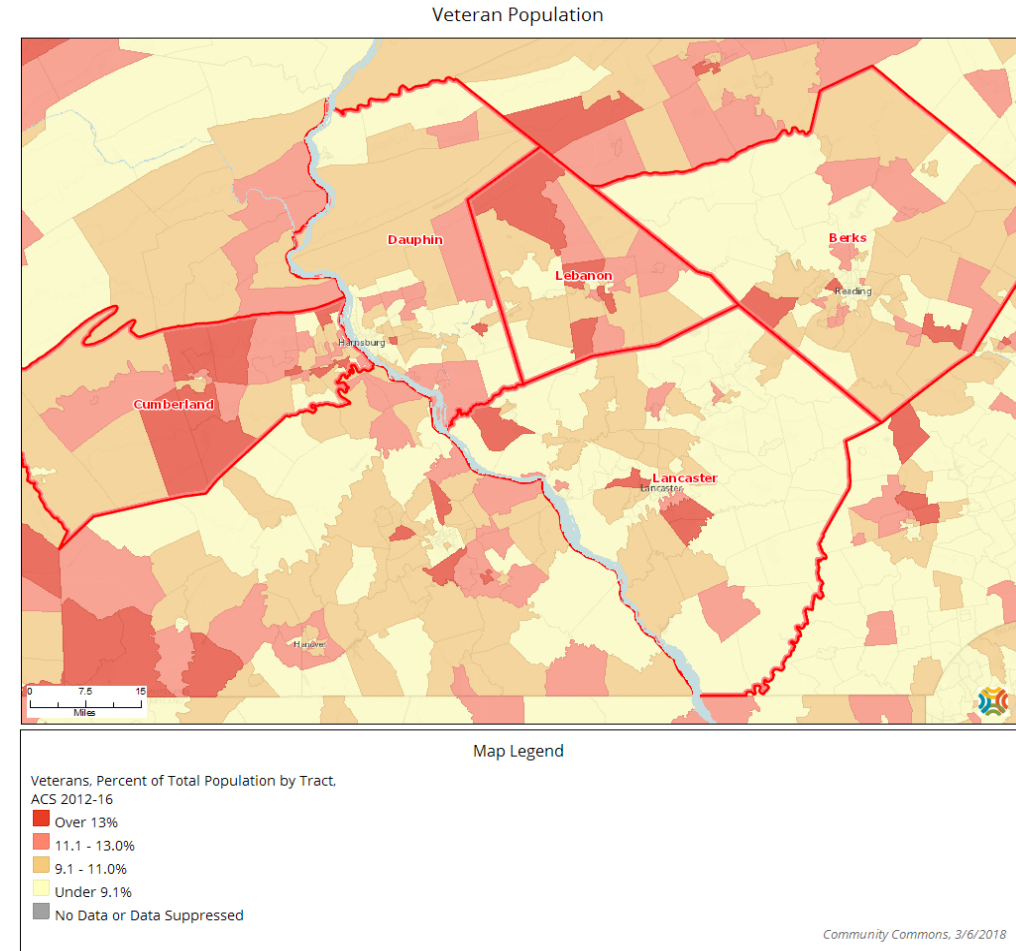 Veteran Population
Dauphin
Berks
Lebanon
Reading
Harrisburg
Cumberland
Lancaster
Lancaster
Hanover
0 7.5 15
Miles
Map Legend
Veterans, Percent of Total Population by Tract,
ACS 2012-16
Over 13%
11.1 - 13.0%
9.1 - 11.0%
Under 9.1%
No Data or Data Suppressed
Community Commons, 3/6/2018